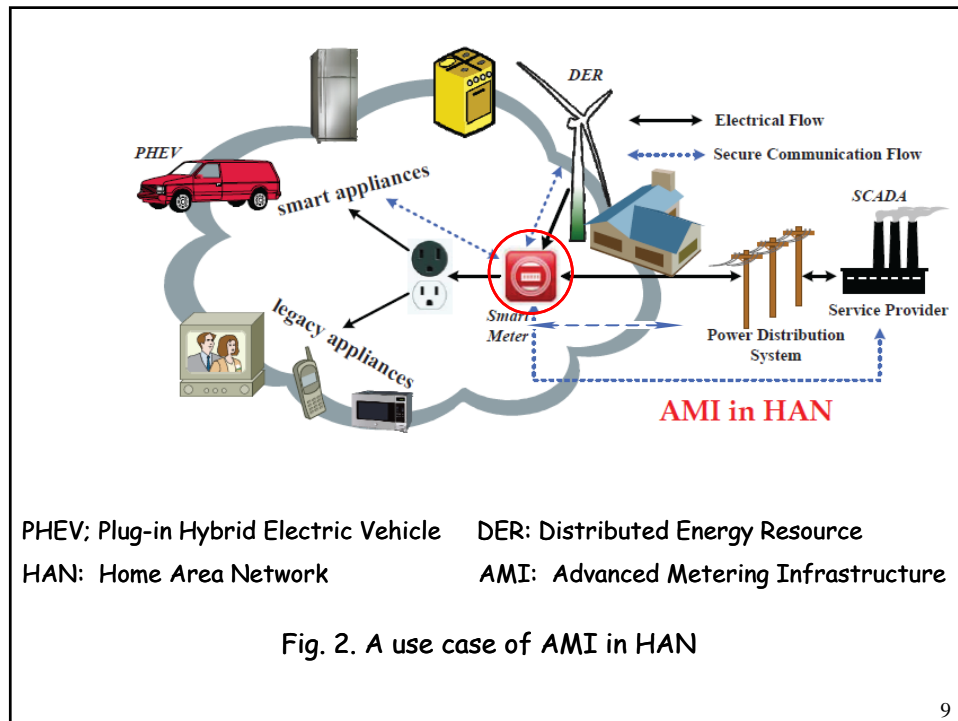 DER
Electrical Flow
PHEV
Secure Communication Flow
smart appliances
SCADA
legacy appliances
Smart
Meter
Service Provider
Power Distribution
System
AMI in HAN
PHEV; Plug-in Hybrid Electric Vehicle DER: Distributed Energy Resource
HAN: Home Area Network AMI: Advanced Metering Infrastructure
Fig. 2. A use case of AMI in HAN
9